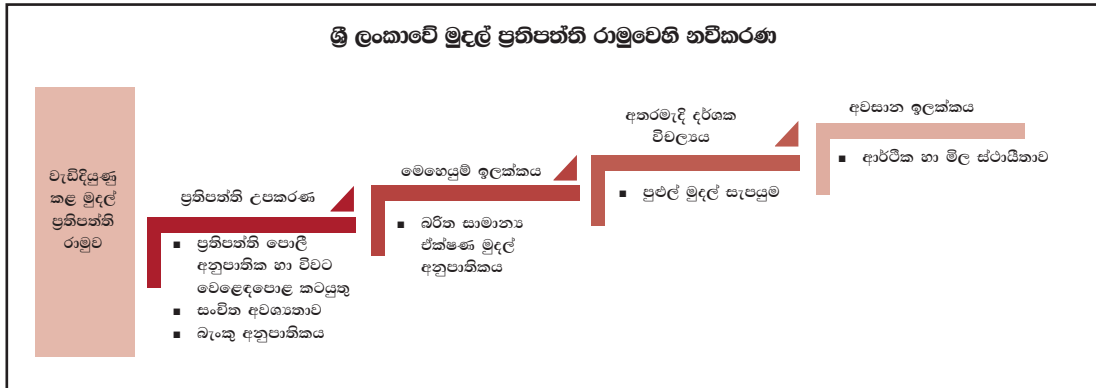 ශ්‍රී ලංකාවේ මුදල් ප්‍රතිපත්ති රාමුවෙහි නවීකරණ
වැඩිදියුණු
කළ මුදල්
ප්‍රතිපත්ති
රාමුව
ප්‍රතිපත්ති උපකරණ
■ ප්‍රතිපත්ති පොලී
අනුපාතික හා විවට
වෙළෙඳපොළ කටයුතු
■ සංචිත අවශ්‍යතාව
■ බැංකු අනුපාතිකය
මෙහෙයුම් ඉලක්කය
■ බරිත සාමාන්‍ය
ඒක්ෂණ මුදල්
අනුපාතිකය
අතරමැදි දර්ශක
විචල්‍යය
■ පුළුල් මුදල් සැපයුම
අවසාන ඉලක්කය
■ ආර්ථික හා මිල ස්ථායීතාව